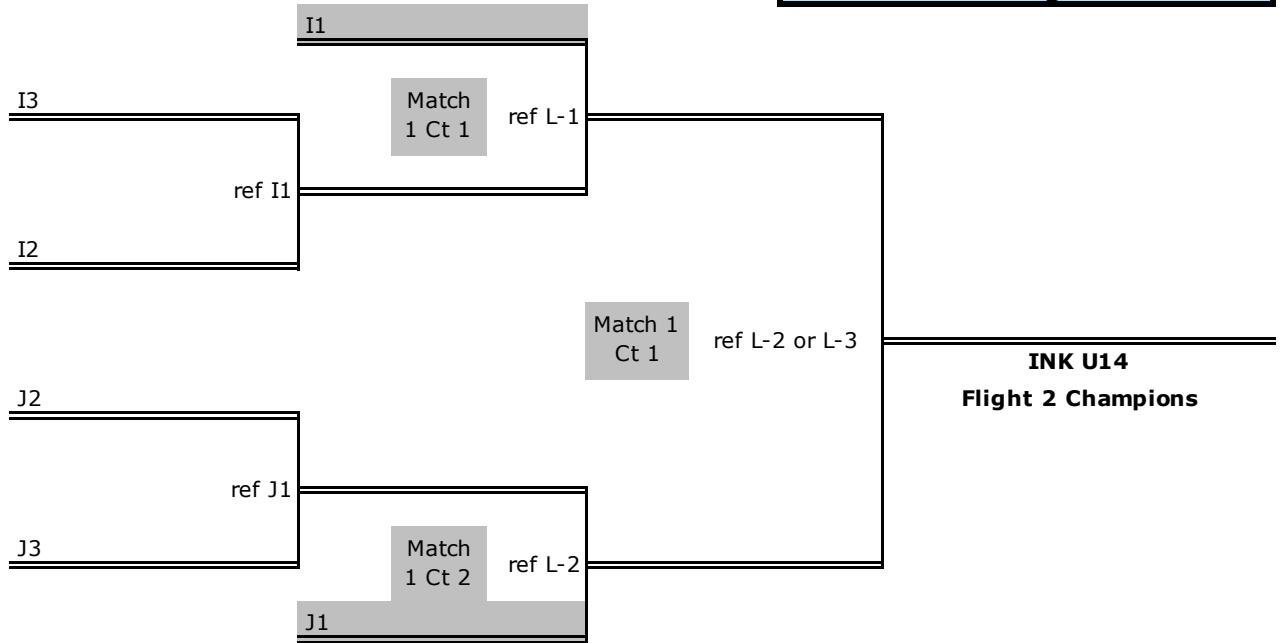 I1
I3
Match
1 Ct 1
ref L-1
ref I1
I2
Match 1
Ct 1
ref L-2 or L-3
INK U14
Flight 2 Champions
J2
ref J1
J3
Match
1 Ct 2
ref L-2
J1